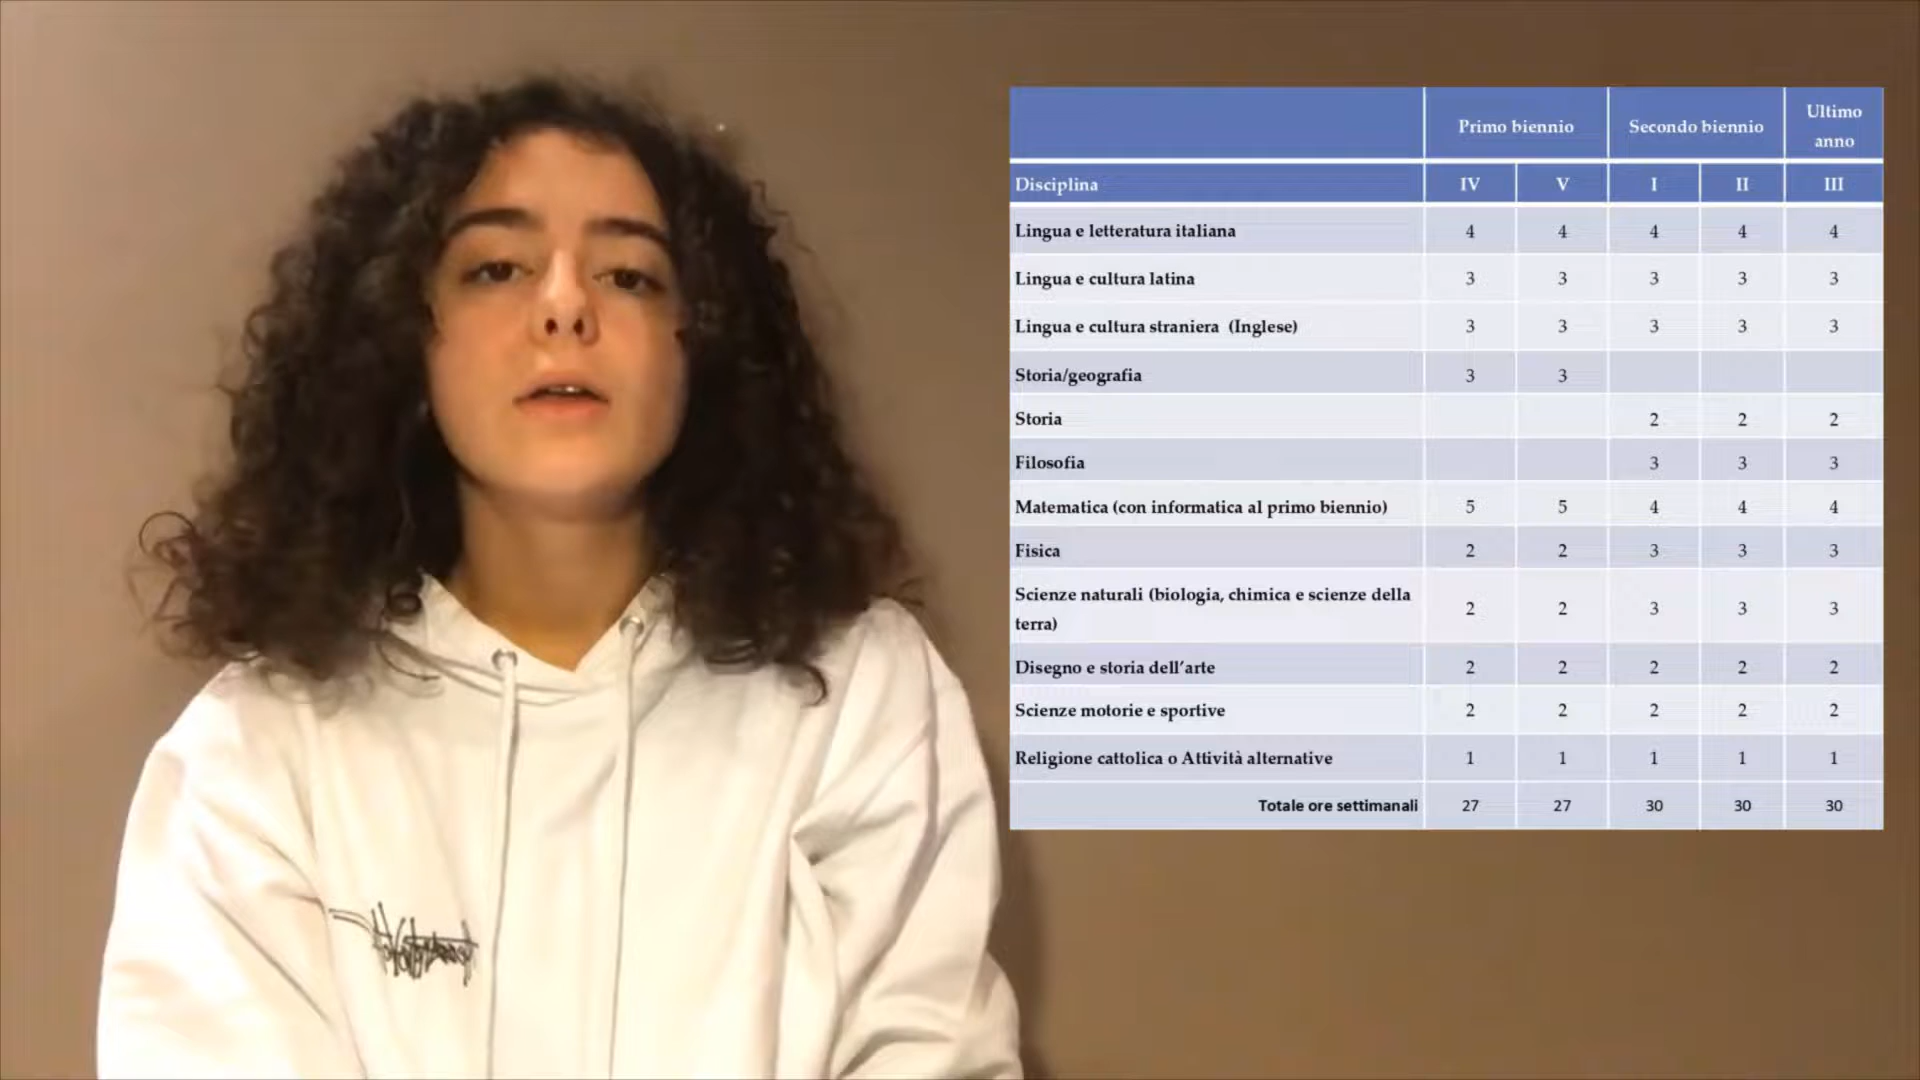 Primo biennio Secondo biennio Ultimo
anno
Disciplina IV V I II III
Lingua e letteratura italiana 4 4 4 4 4
Lingua e cultura latina 3 3 3 3 3
Lingua e cultura straniera (Inglese) 3 3 3 3 3
Storia/geografia 3 3
Storia 2 2 2
Filosofia 3 3 3
Matematica (con informatica al primo biennio) 5 5 4 4 4
Fisica 2 2 3 3 3
Scienze naturali (biologia, chimica e scienze della
terra) 2 2 3 3 3
Disegno e storia dell’arte 2 2 2 2 2
Scienze motorie e sportive 2 2 2 2 2
Religione cattolica o Attività alternative 1 1 1 1 1
Totale ore settimanali 27 27 30 30 30